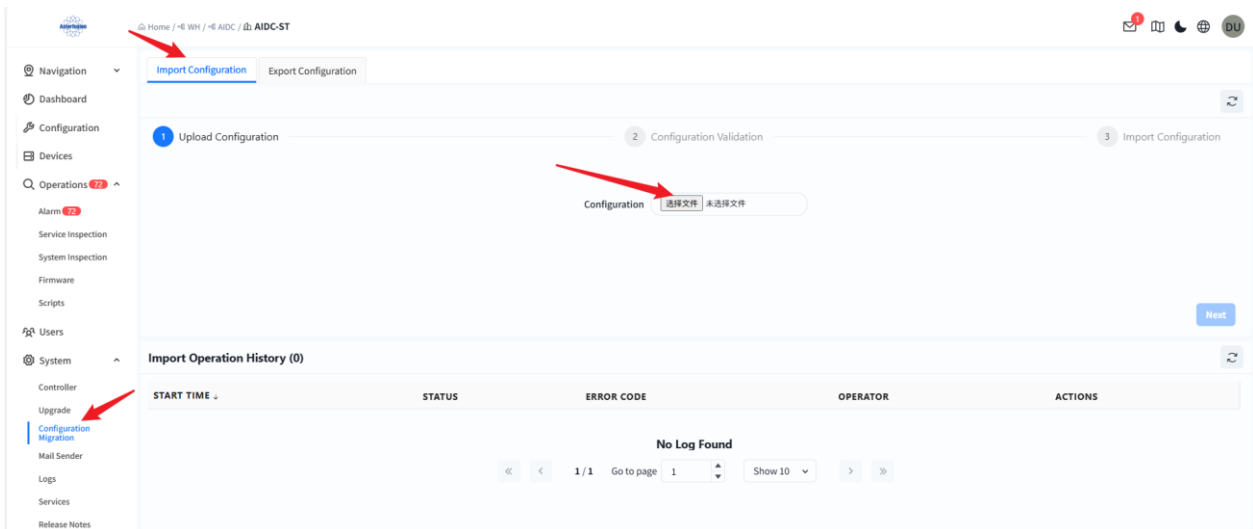 Azerbaijan
Home / WH / AIDC / AIDC-ST
1
DU
Navigation
Dashboard
Configuration
Devices
Operations 72
Alarm 72
Service Inspection
System Inspection
Firmware
Scripts
Users
System
Controller
Upgrade
Configuration
Migration
Mail Sender
Logs
Services
Release Notes
Import Configuration Export Configuration
1 Upload Configuration 2 Configuration Validation 3 Import Configuration
Configuration 选择文件 未选择文件
Next
Import Operation History (0)
START TIME ↓ STATUS ERROR CODE OPERATOR ACTIONS
No Log Found
« < 1 / 1 Go to page 1 Show 10 > »